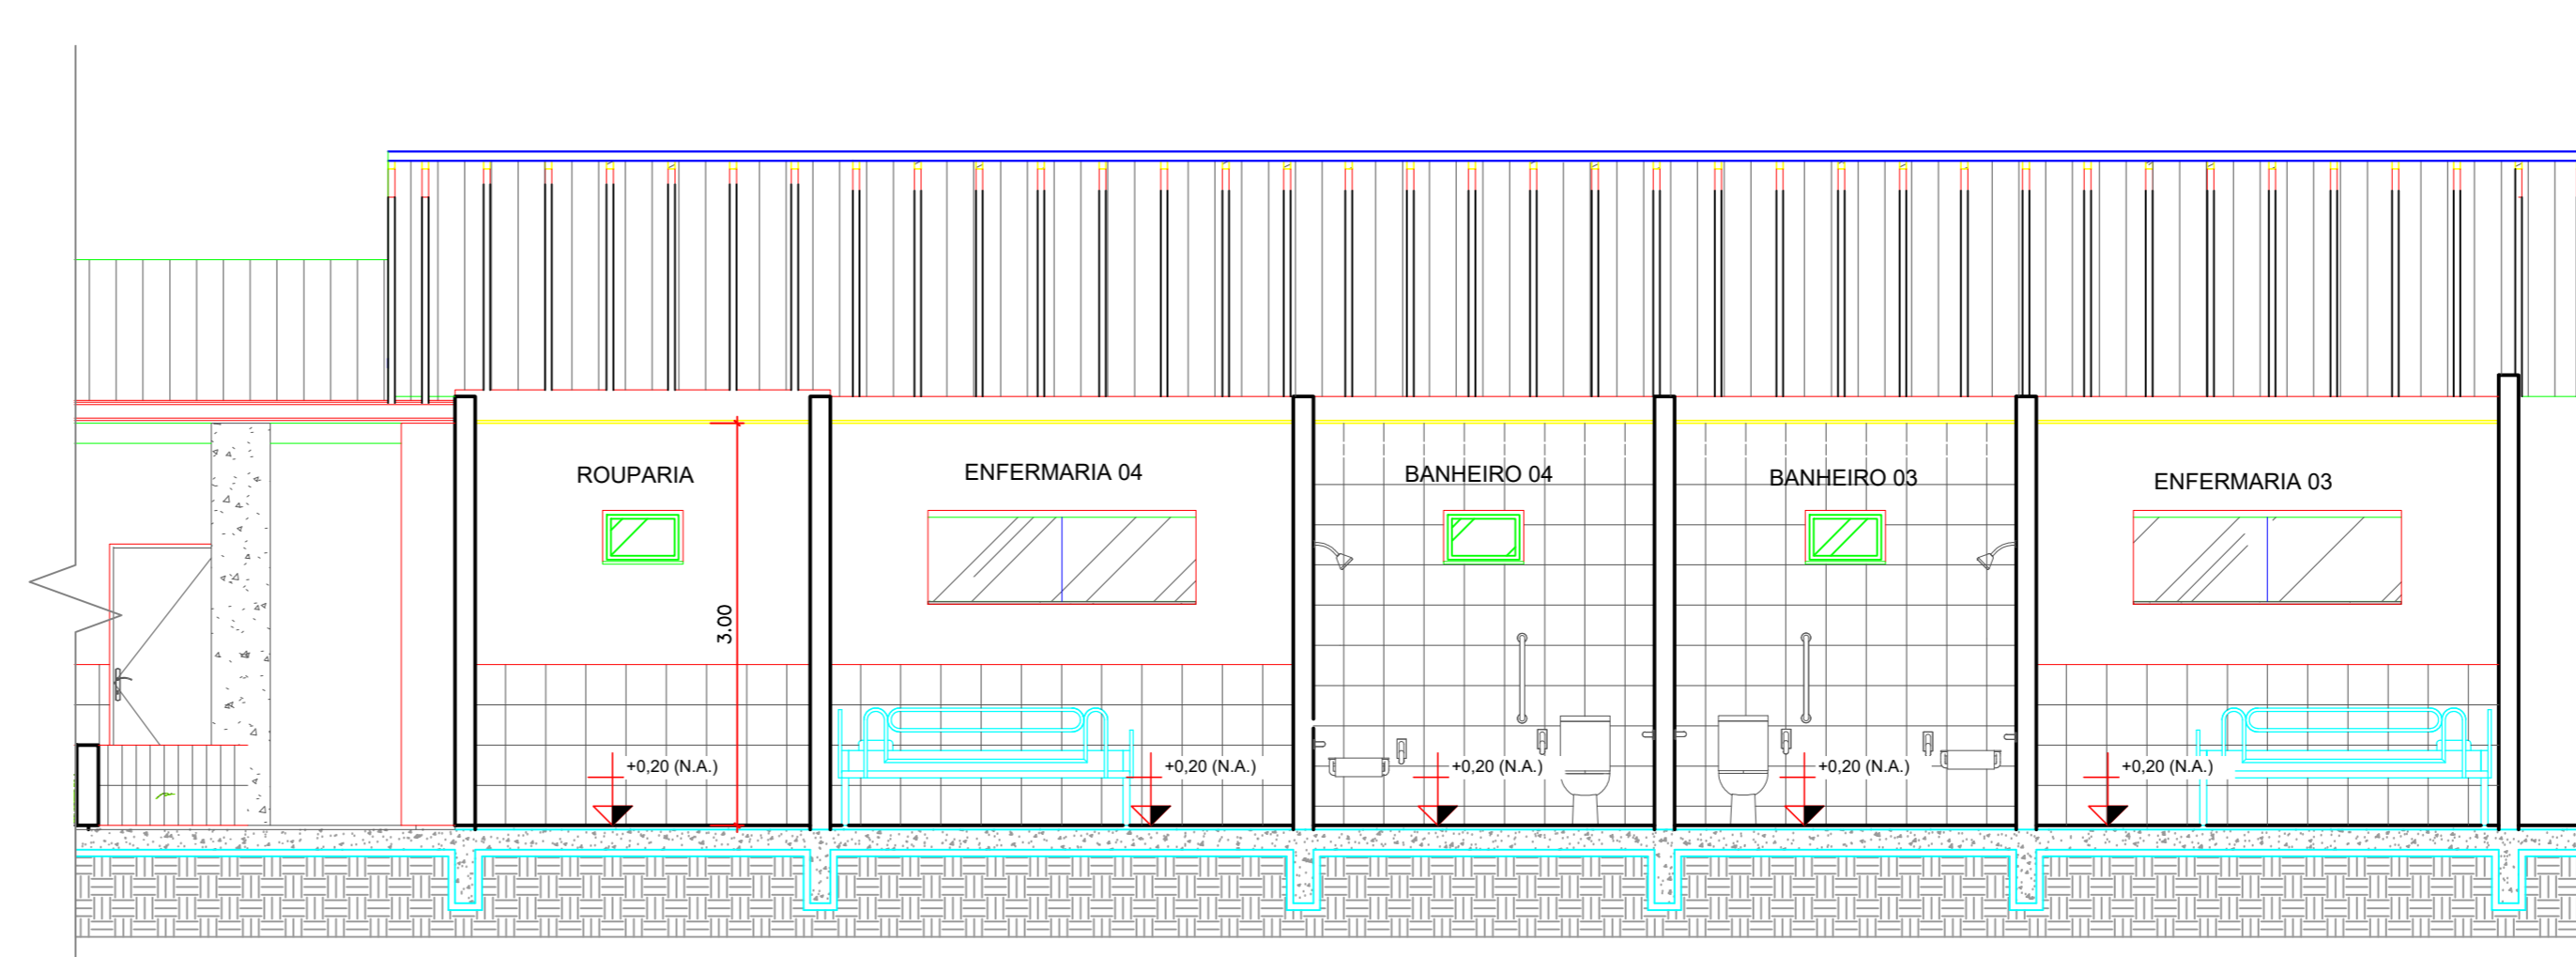 ROUPARIA
ENFERMARIA 04
BANHEIRO 04
BANHEIRO 03
ENFERMARIA 03
3.00
+0,20 (N.A.)
+0,20 (N.A.)
+0,20 (N.A.)
+0,20 (N.A.)
+0,20 (N.A.)